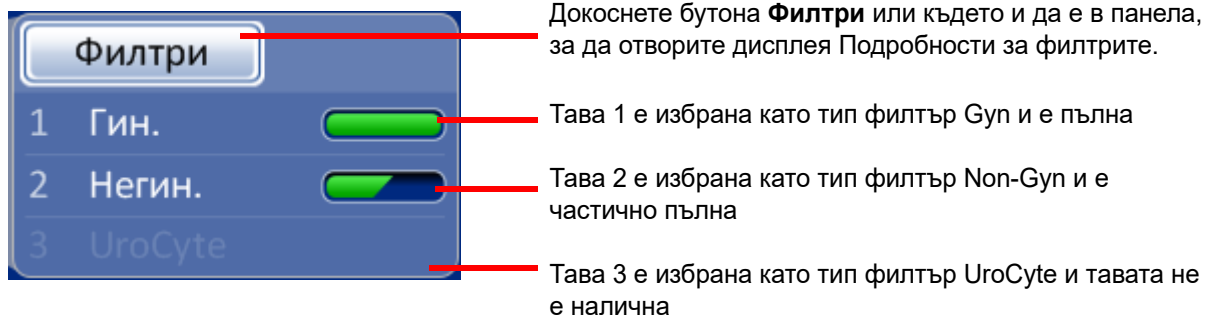 Филтри
1 Гин.
2 Негин.
3 UroCyte
Докоснете бутона Филтри или където и да е в панела,
за да отворите дисплея Подробности за филтрите.
Тава 1 е избрана като тип филтър Gyn и е пълна
Тава 2 е избрана като тип филтър Non-Gyn и е
частично пълна
Тава 3 е избрана като тип филтър UroCyte и тавата не
е налична